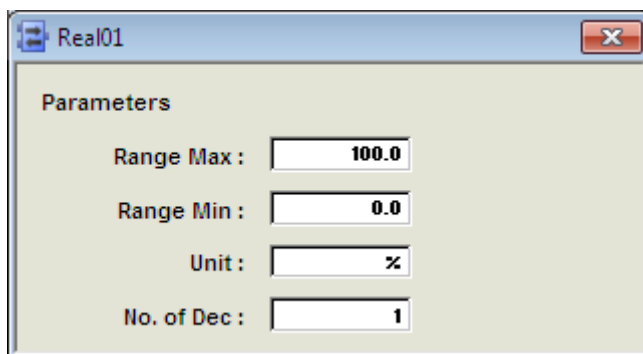 Real01
Parameters
Range Max : 100.0
Range Min : 0.0
Unit : %
No. of Dec : 1